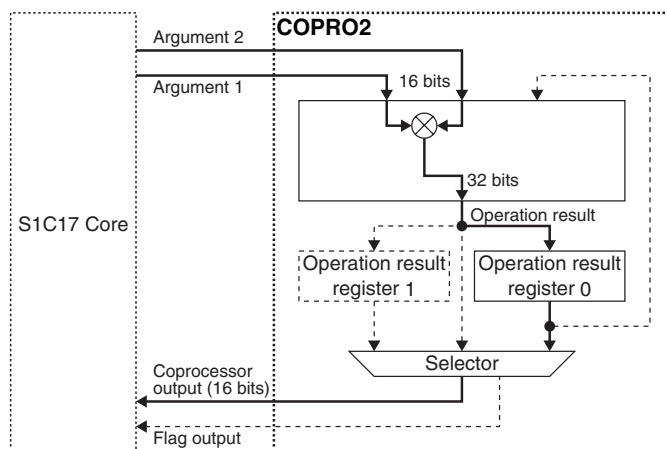 COPRO2
Argument 2
Argument 1
16 bits
32 bits
S1C17 Core
Operation result
Operation result
register 1
Operation result
register 0
Selector
Coprocessor
output (16 bits)
Flag output